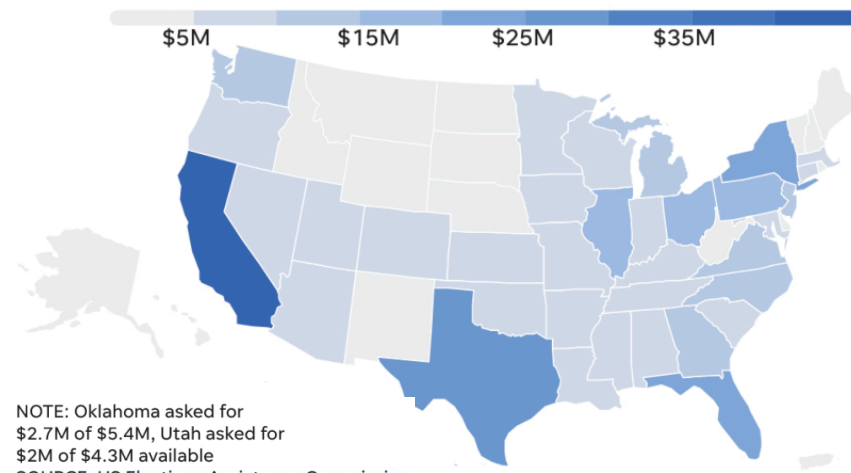 $5M $15M $25M $35M
NOTE: Oklahoma asked for
$2.7M of $5.4M, Utah asked for
$2M of $4.3M available